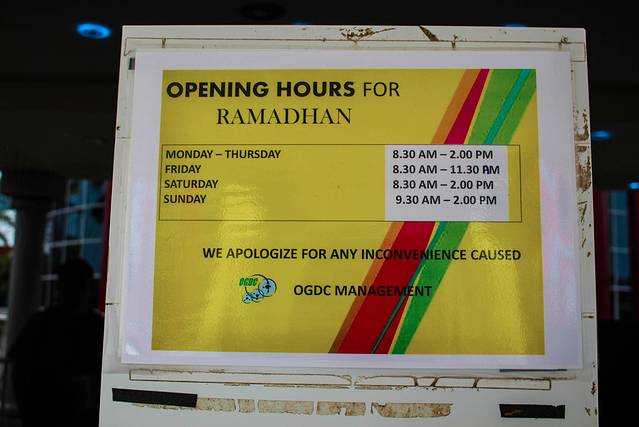 OPENING HOURS FOR
RAMADHAN
MONDAY – THURSDAY 8.30 AM – 2.00 PM
FRIDAY 8.30 AM – 11.30 AM
SATURDAY 8.30 AM – 2.00 PM
SUNDAY 9.30 AM – 2.00 PM
WE APOLOGIZE FOR ANY INCONVENIENCE CAUSED
OGDC OGDC MANAGEMENT